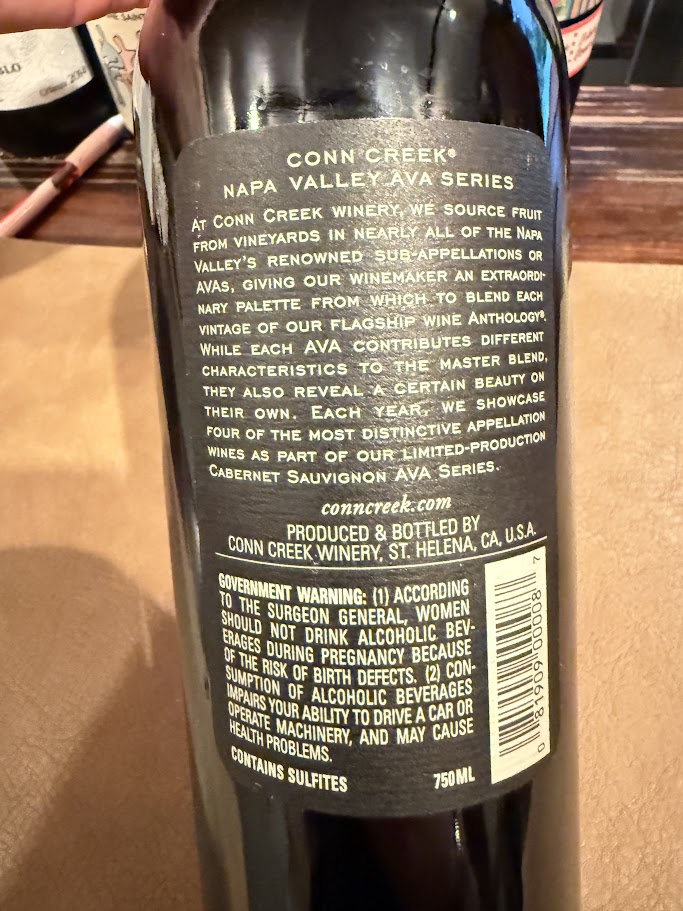 THE SAINT
CONN CREEK®
NAPA VALLEY AVA SERIES
AT CONN CREEK WINERY, WE SOURCE FRUIT
FROM VINEYARDS IN NEARLY ALL OF THE NAPA
VALLEY'S RENOWNED SUB-APPELLATIONS OR
AVAS, GIVING OUR WINEMAKER AN EXTRAORDI-
NARY PALETTE FROM WHICH TO BLEND EACH
VINTAGE OF OUR FLAGSHIP WINE ANTHOLOGY®.
WHILE EACH AVA CONTRIBUTES DIFFERENT
CHARACTERISTICS TO THE MASTER BLEND,
THEY ALSO REVEAL A CERTAIN BEAUTY ON
THEIR OWN. EACH YEAR, WE SHOWCASE
FOUR OF THE MOST DISTINCTIVE APPELLATION
WINES AS PART OF OUR LIMITED-PRODUCTION
CABERNET SAUVIGNON AVA SERIES.
conncreek.com
PRODUCED & BOTTLED BY
CONN CREEK WINERY, ST. HELENA, CA, U.S.A.
GOVERNMENT WARNING: (1) ACCORDING
TO THE SURGEON GENERAL, WOMEN
SHOULD NOT DRINK ALCOHOLIC BEV-
ERAGES DURING PREGNANCY BECAUSE
OF THE RISK OF BIRTH DEFECTS. (2) CON-
SUMPTION OF ALCOHOLIC BEVERAGES
IMPAIRS YOUR ABILITY TO DRIVE A CAR OR
OPERATE MACHINERY, AND MAY CAUSE
HEALTH PROBLEMS.
CONTAINS SULFITES
750ML
0 81909 00008 7